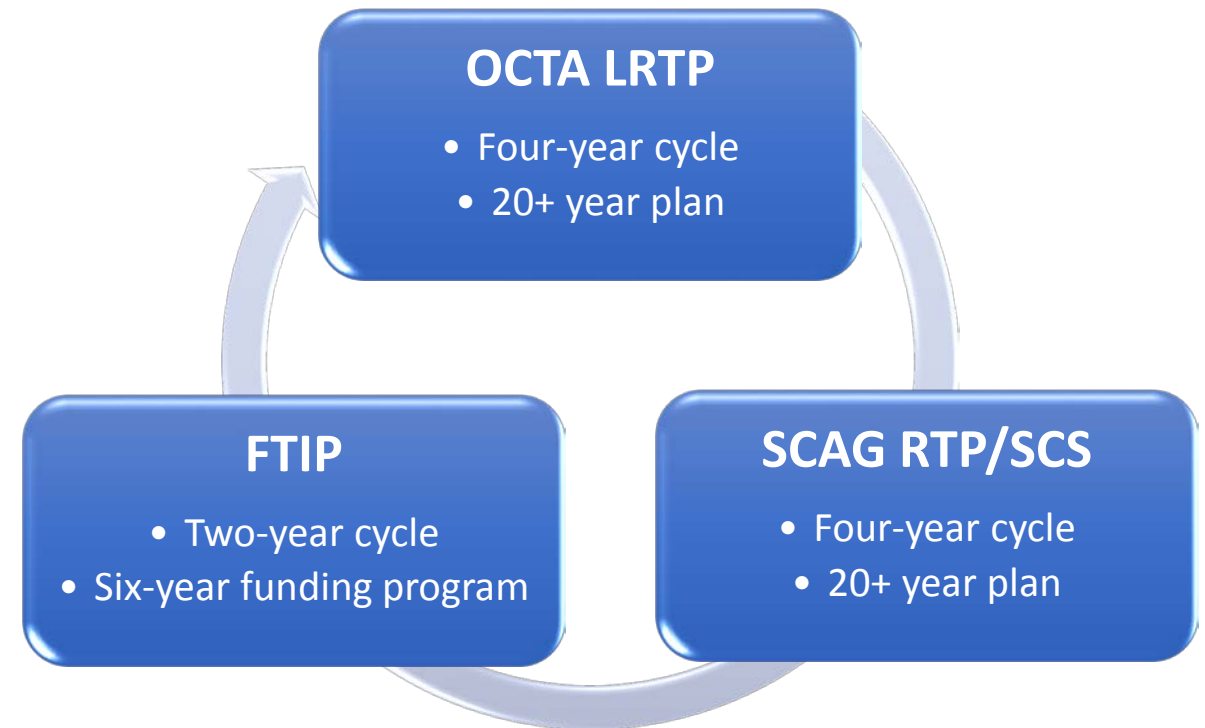 OCTA LRTP
• Four-year cycle
• 20+ year plan
FTIP
• Two-year cycle
• Six-year funding program
SCAG RTP/SCS
• Four-year cycle
• 20+ year plan